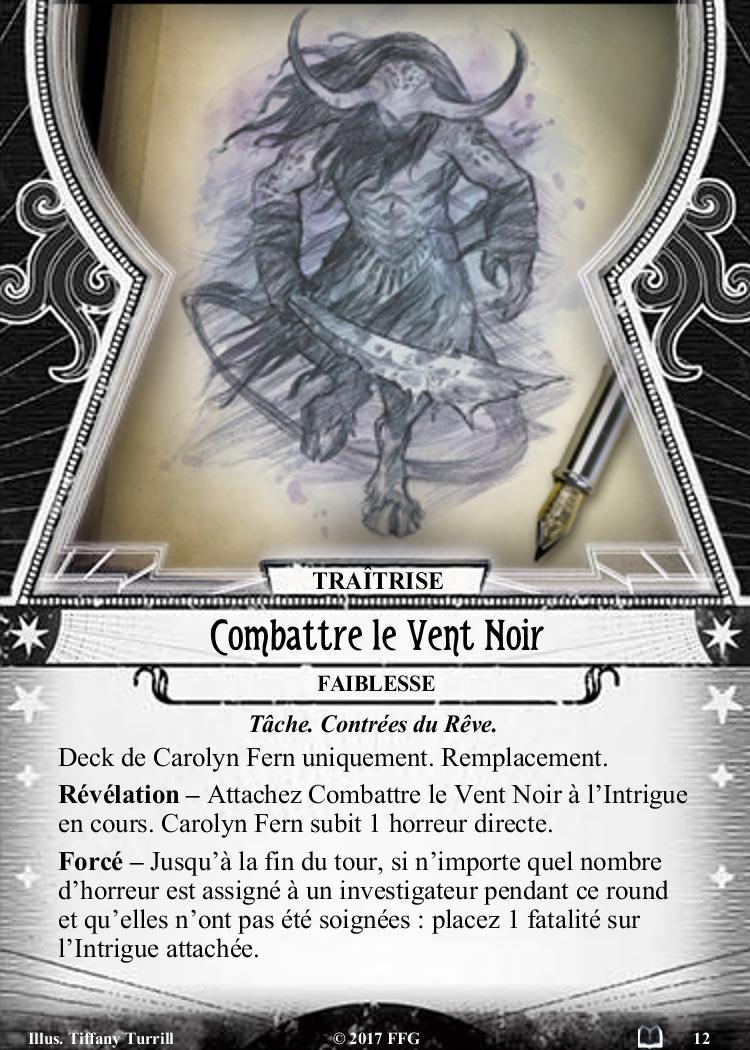 TRAÎTRISE
Combattre le Vent Noir
FAIBLESSE
Tâche. Contrées du Rêve.
Deck de Carolyn Fern uniquement. Remplacement.
Révélation – Attachez Combattre le Vent Noir à l’Intrigue
en cours. Carolyn Fern subit 1 horreur directe.
Forcé – Jusqu’à la fin du tour, si n’importe quel nombre
d’horreur est assigné à un investigateur pendant ce round
et qu’elles n’ont pas été soignées : placez 1 fatalité sur
l’Intrigue attachée.
Illus. Tiffany Turrill © 2017 FFG 12